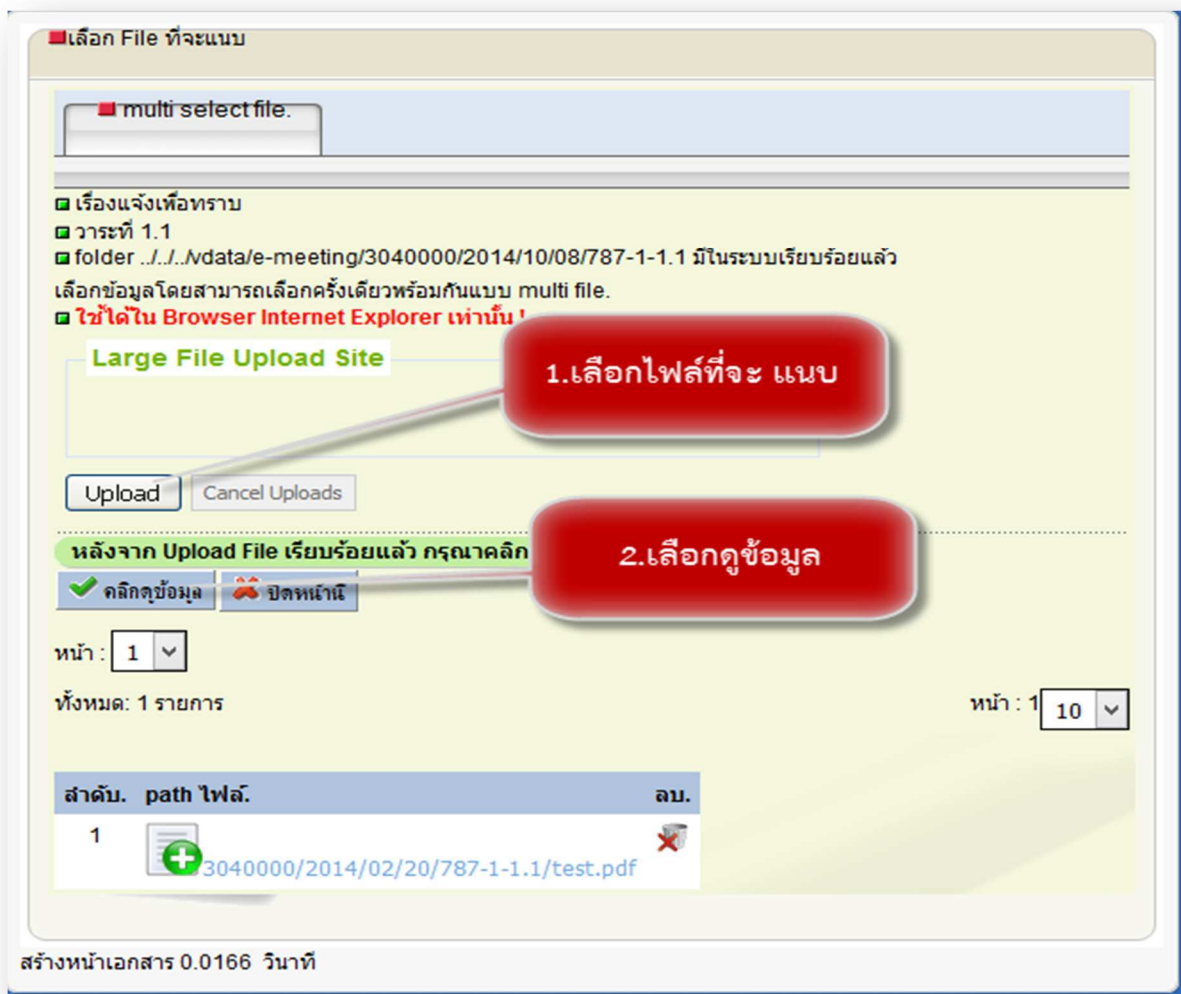 เลือก File ที่จะแนบ
multi select file.
เรื่องแจ้งเพื่อทราบ
วาระที่ 1.1
folder ../../../vdata/e-meeting/3040000/2014/10/08/787-1-1.1 มีในระบบเรียบร้อยแล้ว
เลือกข้อมูลโดยสามารถเลือกครั้งเดียวพร้อมกันแบบ multi file.
ใช้ได้ใน Browser Internet Explorer เท่านั้น !
Large File Upload Site
1.เลือกไฟล์ที่จะ แนบ
Upload Cancel Uploads
หลังจาก Upload File เรียบร้อยแล้ว กรุณาคลิก
2.เลือกดูข้อมูล
คลิกดูข้อมูล ปิดหน้านี้
หน้า : 1
ทั้งหมด: 1 รายการ หน้า : 1 10
ลำดับ. path ไฟล์. ลบ.
1 3040000/2014/02/20/787-1-1.1/test.pdf
สร้างหน้าเอกสาร 0.0166 วินาที